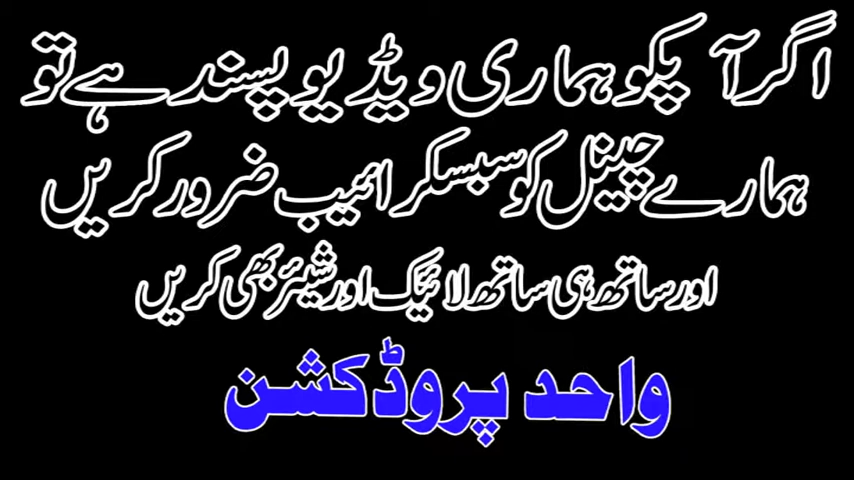 اگر آپکو ہماری ویڈیو پسند ہے تو
ہمارے چینل کو سبسکرائیب ضرور کریں
اور ساتھ ہی ساتھ لائیک اور شیئر بھی کریں
واحد پروڈکشن